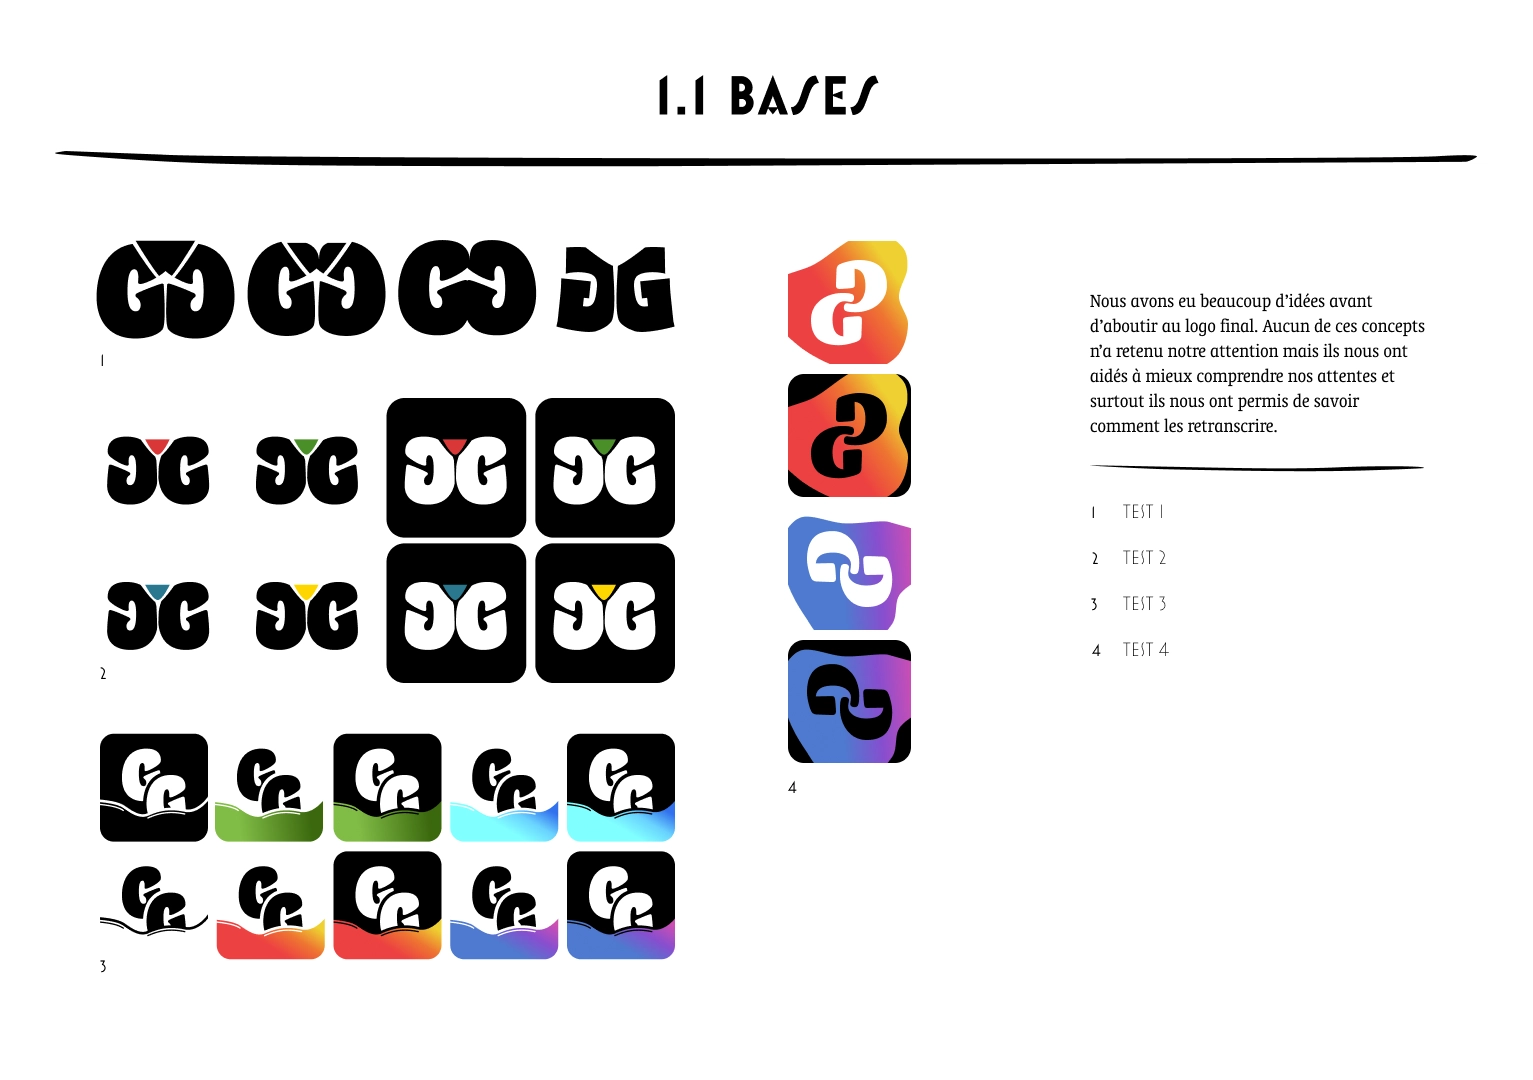 1.1 BASES
1
2
3
4
Nous avons eu beaucoup d’idées avant
d’aboutir au logo final. Aucun de ces concepts
n’a retenu notre attention mais ils nous ont
aidés à mieux comprendre nos attentes et
surtout ils nous ont permis de savoir
comment les retranscrire.
1 TEST 1
2 TEST 2
3 TEST 3
4 TEST 4